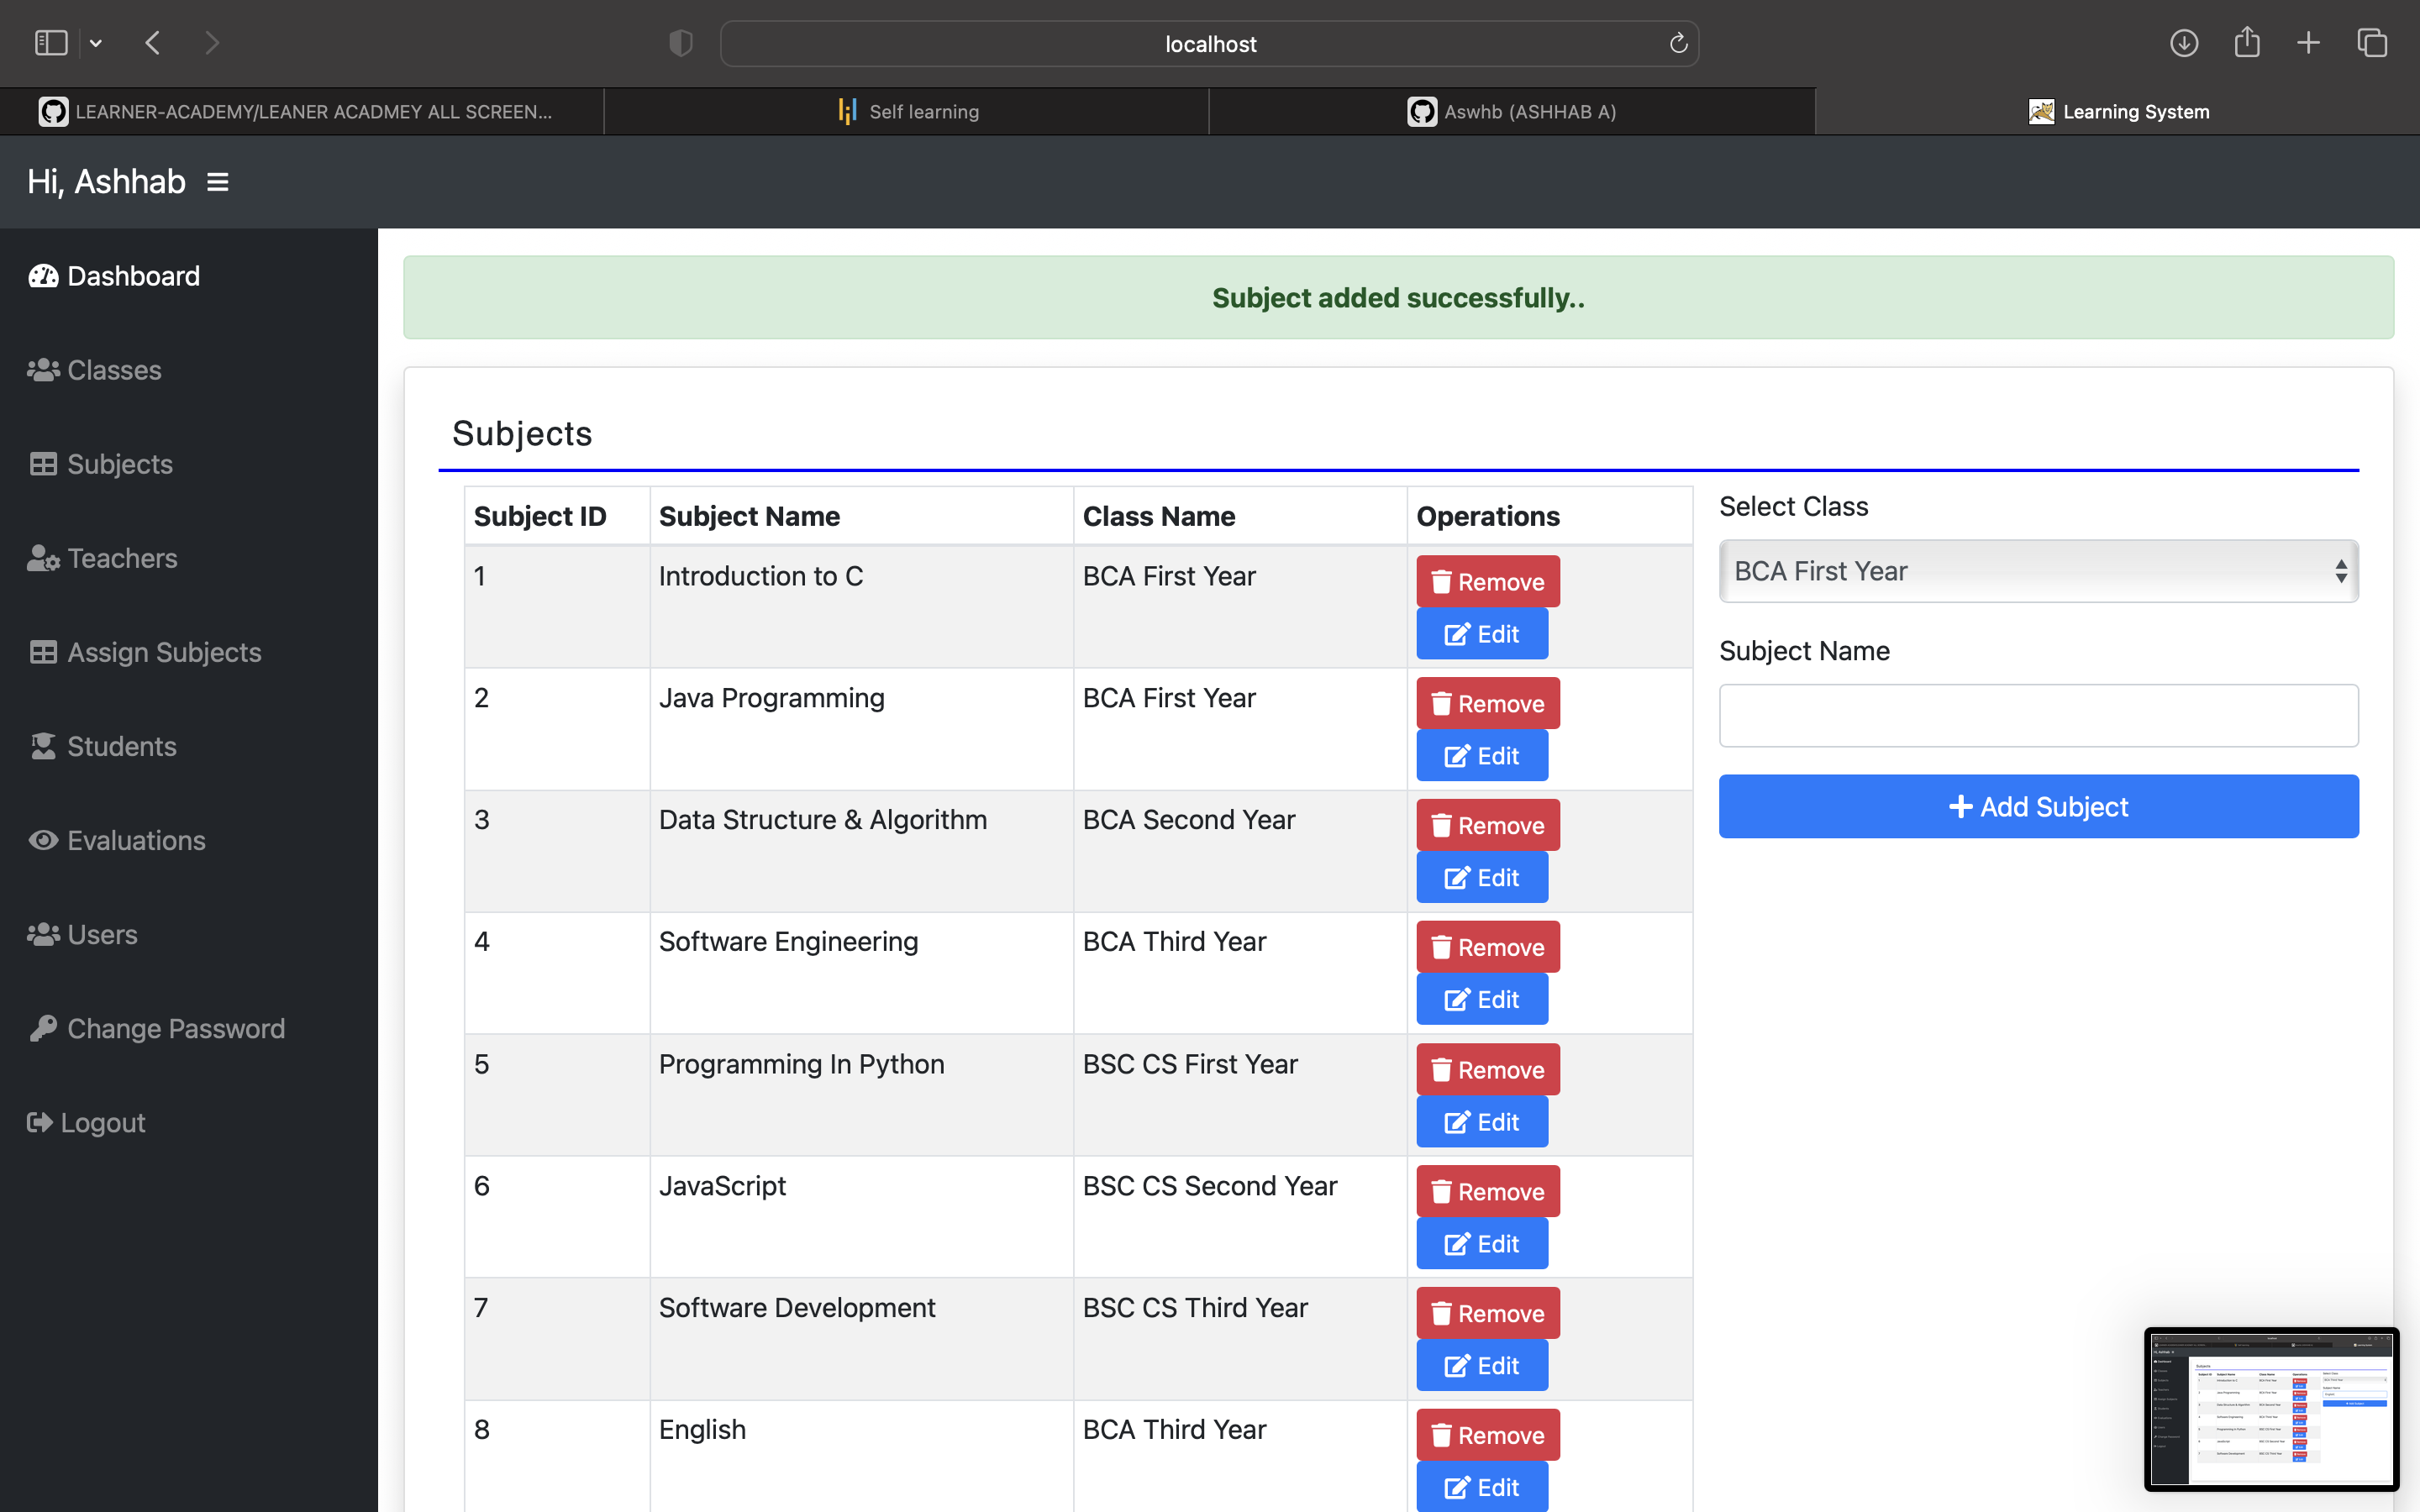 localhost
LEARNER-ACADEMY/LEANER ACADMEY ALL SCREEN...
Self learning
Aswhb (ASHHAB A)
Learning System
Hi, Ashhab
Dashboard
Classes
Subjects
Teachers
Assign Subjects
Students
Evaluations
Users
Change Password
Logout
Subject added successfully..
Subjects
Subject ID Subject Name Class Name Operations
1 Introduction to C BCA First Year Remove
Edit
2 Java Programming BCA First Year Remove
Edit
3 Data Structure & Algorithm BCA Second Year Remove
Edit
4 Software Engineering BCA Third Year Remove
Edit
5 Programming In Python BSC CS First Year Remove
Edit
6 JavaScript BSC CS Second Year Remove
Edit
7 Software Development BSC CS Third Year Remove
Edit
8 English BCA Third Year Remove
Edit
Select Class
BCA First Year
Subject Name
Add Subject